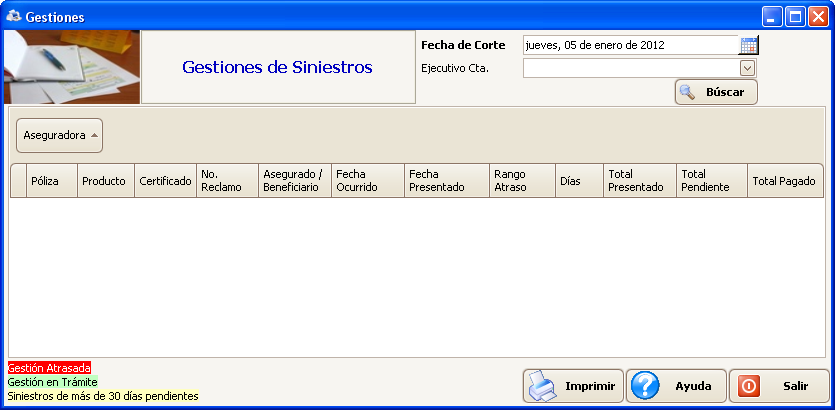 Gestiones
Gestiones de Siniestros
Fecha de Corte
jueves, 05 de enero de 2012
Ejecutivo Cta.
Búscar
Aseguradora
Póliza
Producto
Certificado
No.
Reclamo
Asegurado /
Beneficiario
Fecha
Ocurrido
Fecha
Presentado
Rango
Atraso
Días
Total
Presentado
Total
Pendiente
Total Pagado
Gestión Atrasada
Gestión en Trámite
Siniestros de más de 30 días pendientes
Imprimir
Ayuda
Salir